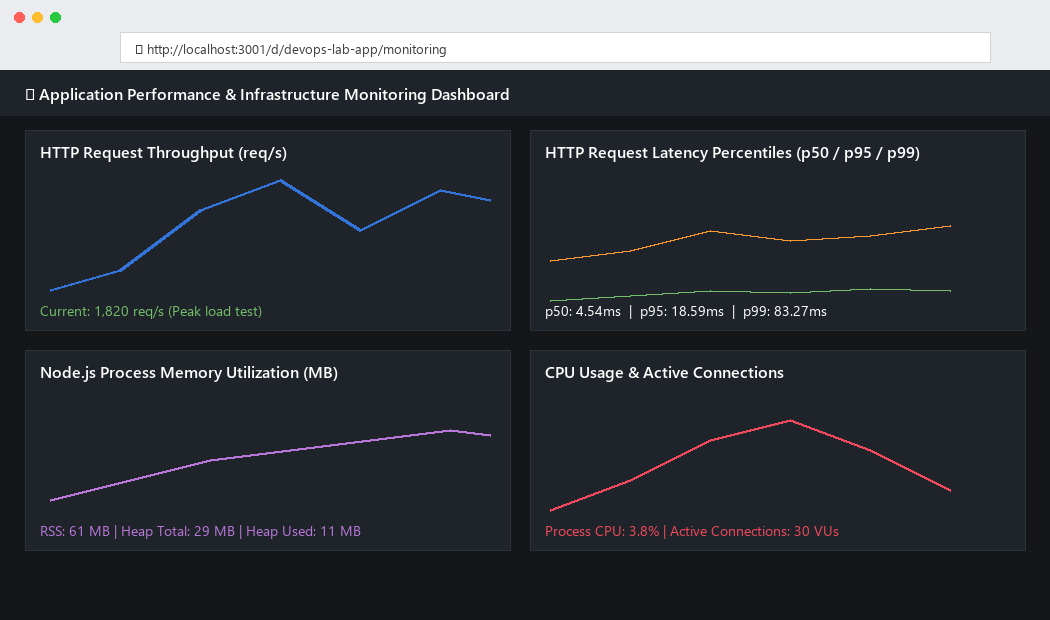 http://localhost:3001/d/devops-lab-app/monitoring
Application Performance & Infrastructure Monitoring Dashboard
HTTP Request Throughput (req/s)
Current: 1,820 req/s (Peak load test)
HTTP Request Latency Percentiles (p50 / p95 / p99)
p50: 4.54ms | p95: 18.59ms | p99: 83.27ms
Node.js Process Memory Utilization (MB)
RSS: 61 MB | Heap Total: 29 MB | Heap Used: 11 MB
CPU Usage & Active Connections
Process CPU: 3.8% | Active Connections: 30 VUs